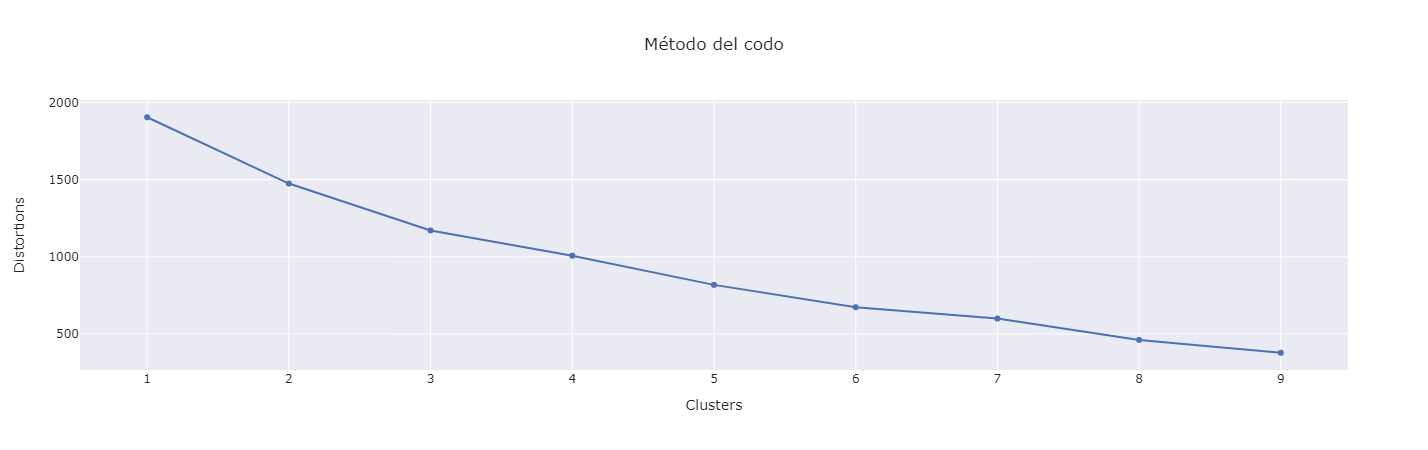 Método del codo
2000
1500
1000
500
Distortions
1 2 3 4 5 6 7 8 9
Clusters